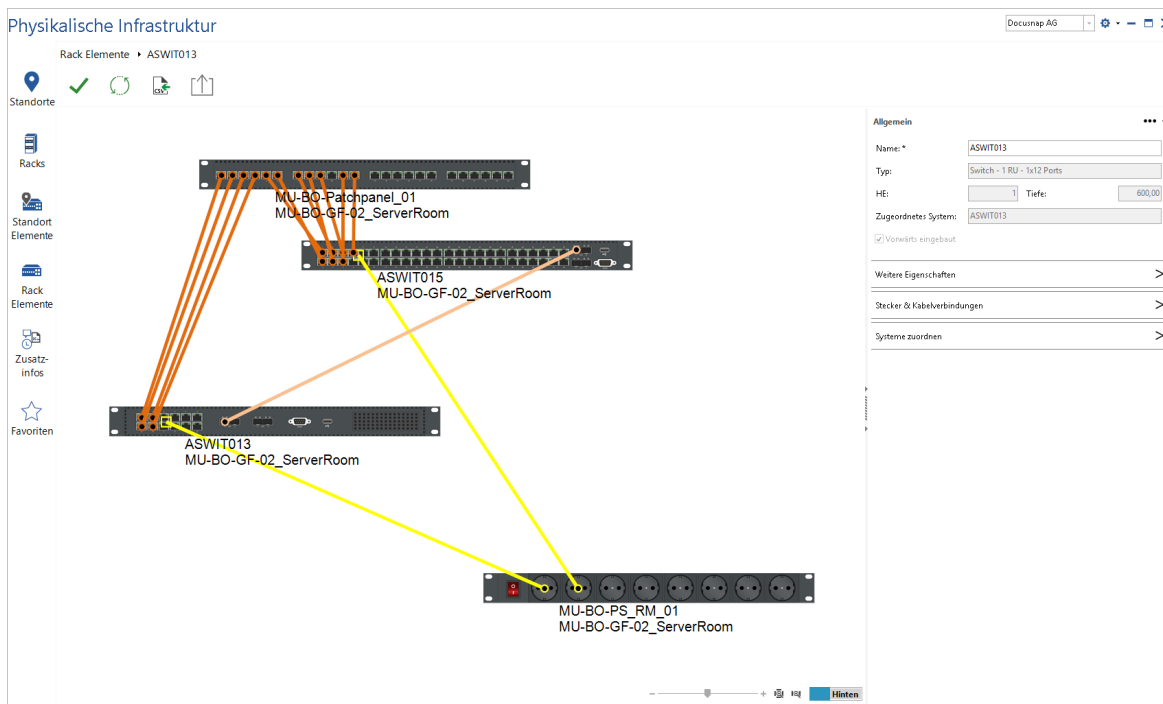 Physikalische Infrastruktur
Docusnap AG
Rack Elemente ASWIT013
Standorte
Racks
Standort
Elemente
Rack
Elemente
Zusatz-
infos
Favoriten
CSV
MU-BO-Patchpanel_01
MU-BO-GF-02_ServerRoom
ASWIT015
MU-BO-GF-02_ServerRoom
ASWIT013
MU-BO-GF-02_ServerRoom
MU-BO-PS_RM_01
MU-BO-GF-02_ServerRoom
Hinten
Allgemein
Name: * ASWIT013
Typ: Switch - 1 RU - 1x12 Ports
HE: 1 Tiefe: 600,00
Zugeordnetes System: ASWIT013
Vorwärts eingebaut
Weitere Eigenschaften
Stecker & Kabelverbindungen
Systeme zuordnen